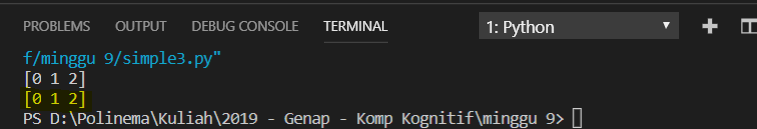 PROBLEMS OUTPUT DEBUG CONSOLE TERMINAL 1: Python
f/minggu 9/simple3.py"
[0 1 2]
[0 1 2]
PS D:\Polinema\Kuliah\2019 - Genap - Komp Kognitif\minggu 9>